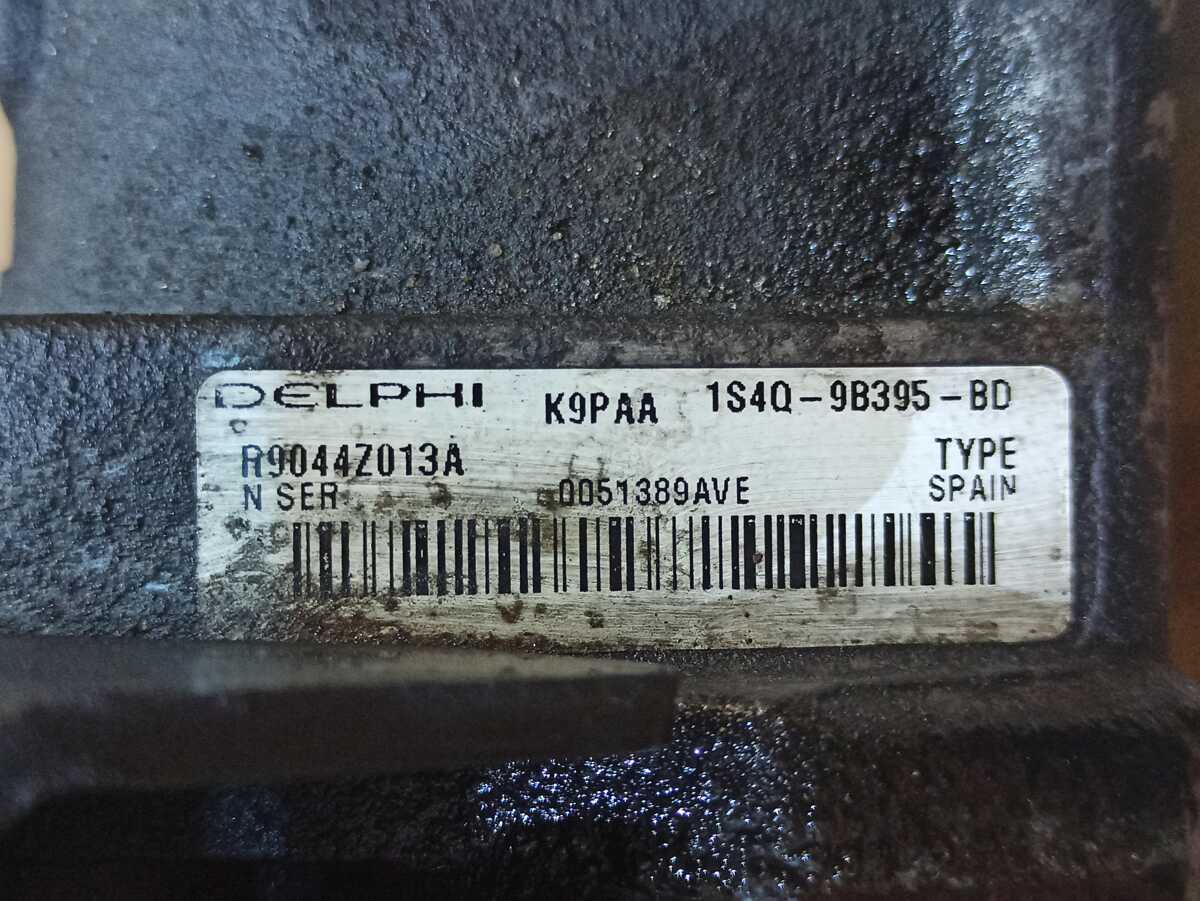 DELPHI K9PAA 1S4Q-9B395-BD
R9044Z013A TYPE
N SER 0051389AVE SPAIN